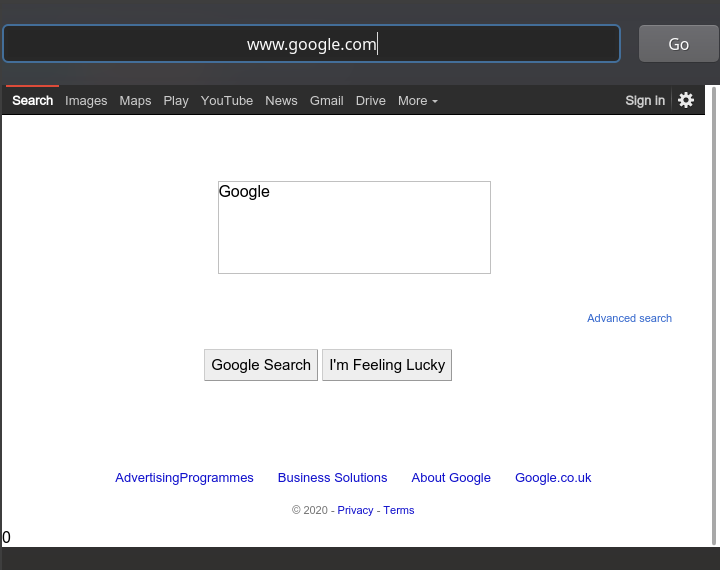 www.google.com Go
Search Images Maps Play YouTube News Gmail Drive More Sign in
Google
Advanced search
Google Search I'm Feeling Lucky
AdvertisingProgrammes Business Solutions About Google Google.co.uk
© 2020 - Privacy - Terms
0